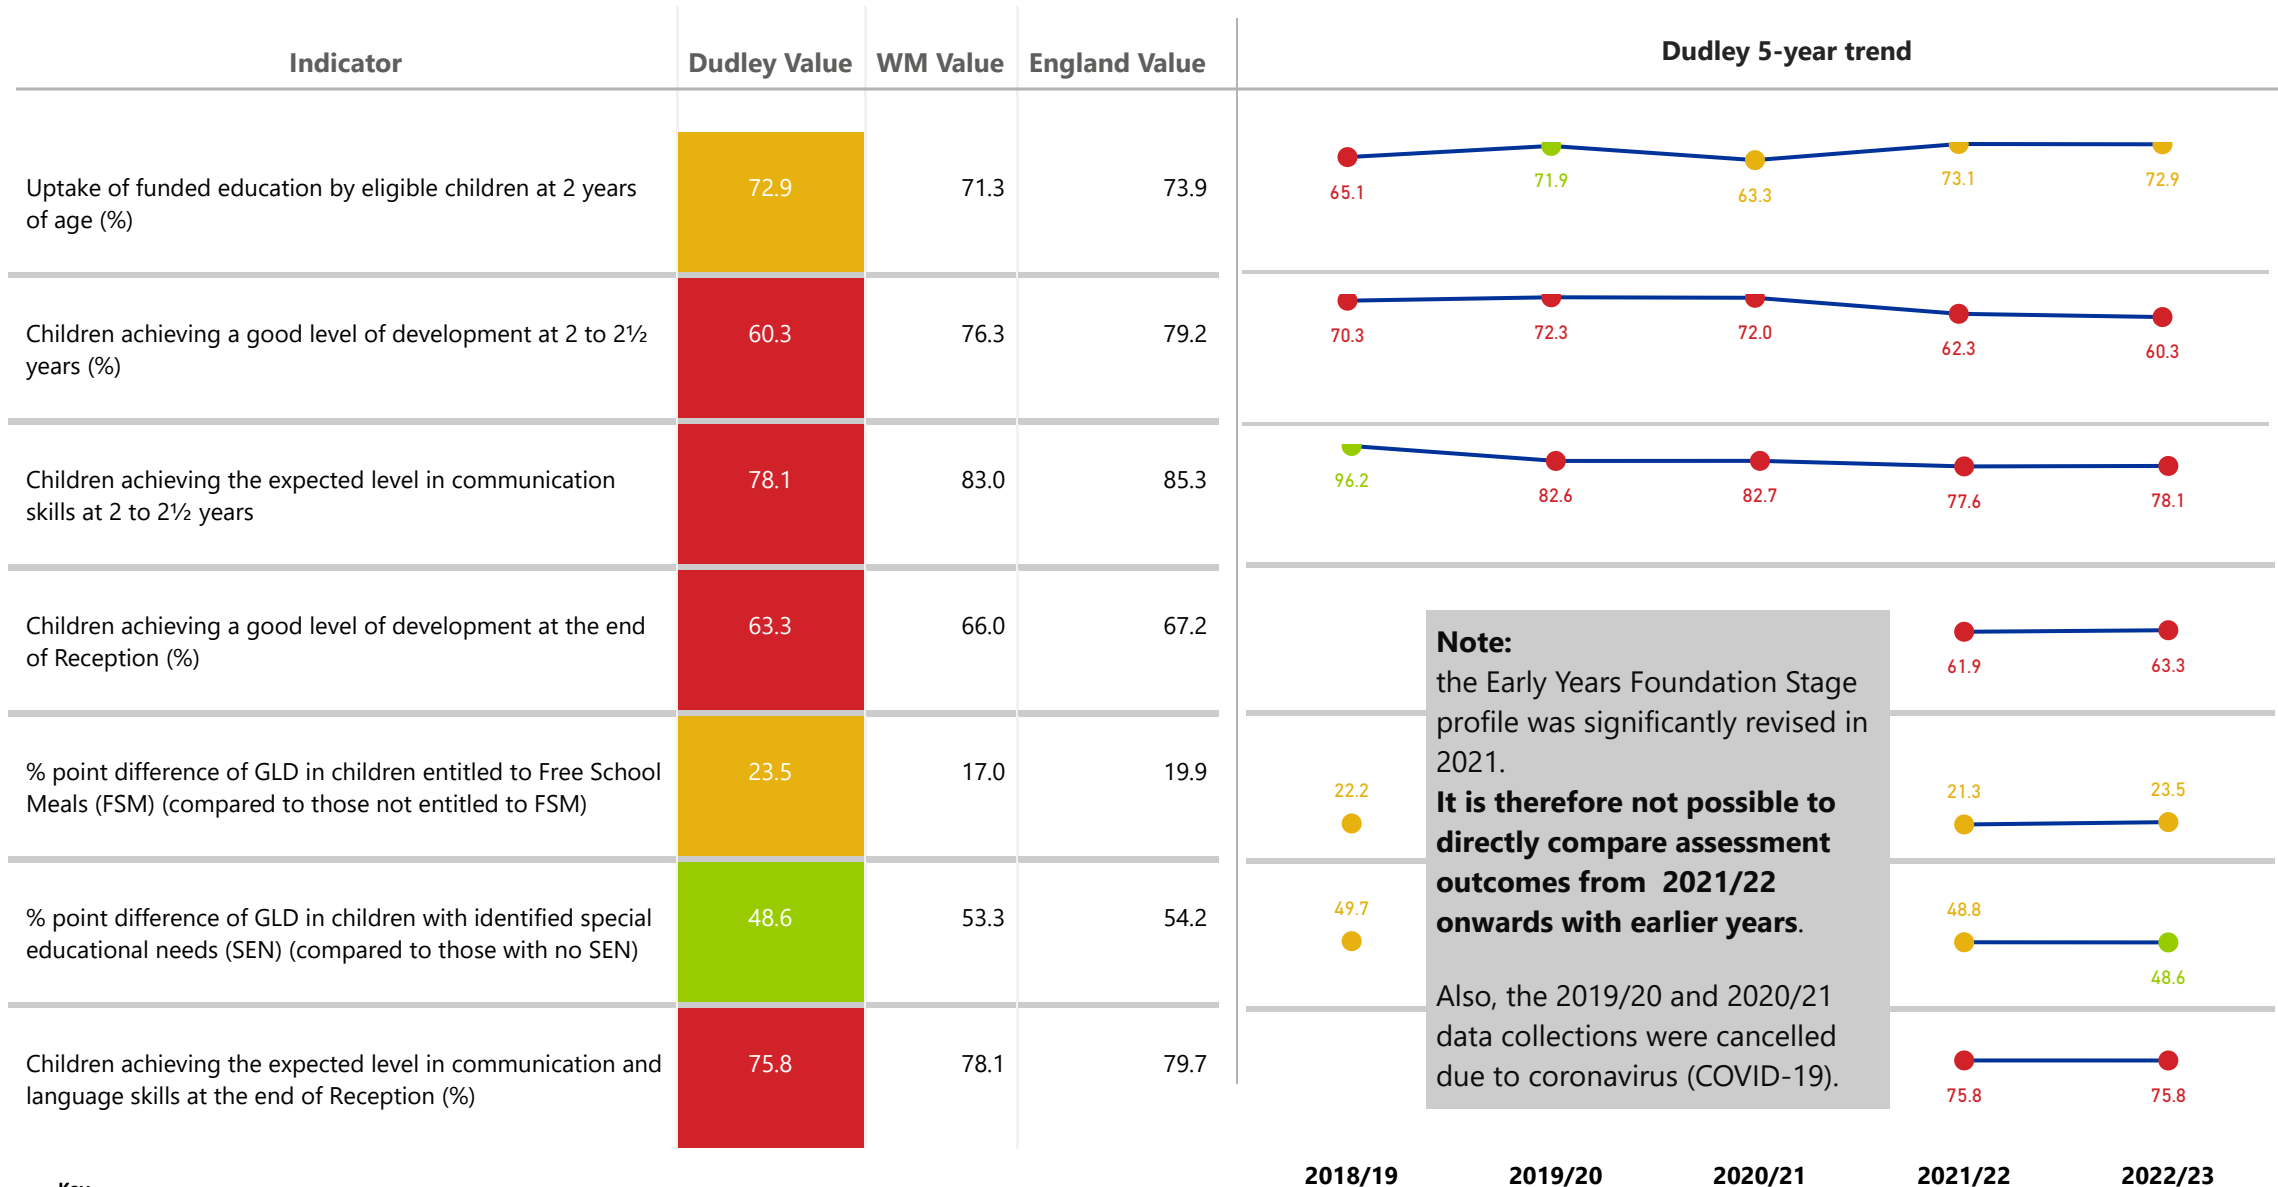 Indicator
Dudley Value
WM Value
England Value
Dudley 5-year trend
Uptake of funded education by eligible children at 2 years
of age (%)
72.9
71.3
73.9
65.1
71.9
63.3
73.1
72.9
Children achieving a good level of development at 2 to 2½
years (%)
60.3
76.3
79.2
70.3
72.3
72.0
62.3
60.3
Children achieving the expected level in communication
skills at 2 to 2½ years
78.1
83.0
85.3
96.2
82.6
82.7
77.6
78.1
Children achieving a good level of development at the end
of Reception (%)
63.3
66.0
67.2
61.9
63.3
% point difference of GLD in children entitled to Free School
Meals (FSM) (compared to those not entitled to FSM)
23.5
17.0
19.9
22.2
21.3
23.5
% point difference of GLD in children with identified special
educational needs (SEN) (compared to those with no SEN)
48.6
53.3
54.2
49.7
48.8
48.6
Children achieving the expected level in communication and
language skills at the end of Reception (%)
75.8
78.1
79.7
75.8
75.8
Note:
the Early Years Foundation Stage
profile was significantly revised in
2021.
It is therefore not possible to
directly compare assessment
outcomes from 2021/22
onwards with earlier years.
Also, the 2019/20 and 2020/21
data collections were cancelled
due to coronavirus (COVID-19).
2018/19
2019/20
2020/21
2021/22
2022/23